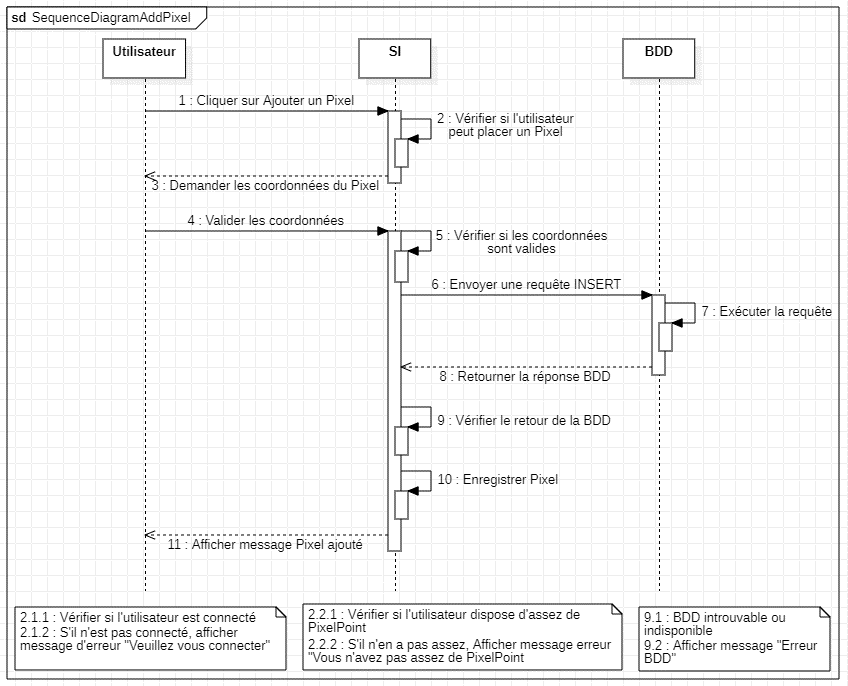 sd SequenceDiagramAddPixel
Utilisateur
SI
BDD
1 : Cliquer sur Ajouter un Pixel
2 : Vérifier si l'utilisateur
peut placer un Pixel
3 : Demander les coordonnées du Pixel
4 : Valider les coordonnées
5 : Vérifier si les coordonnées
sont valides
6 : Envoyer une requête INSERT
7 : Exécuter la requête
8 : Retourner la réponse BDD
9 : Vérifier le retour de la BDD
10 : Enregistrer Pixel
11 : Afficher message Pixel ajouté
2.1.1 : Vérifier si l'utilisateur est connecté
2.1.2 : S'il n'est pas connecté, afficher
message d'erreur "Veuillez vous connecter"
2.2.1 : Vérifier si l'utilisateur dispose d'assez de
PixelPoint
2.2.2 : S'il n'en a pas assez, Afficher message erreur
"Vous n'avez pas assez de PixelPoint
9.1 : BDD introuvable ou
indisponible
9.2 : Afficher message "Erreur
BDD"